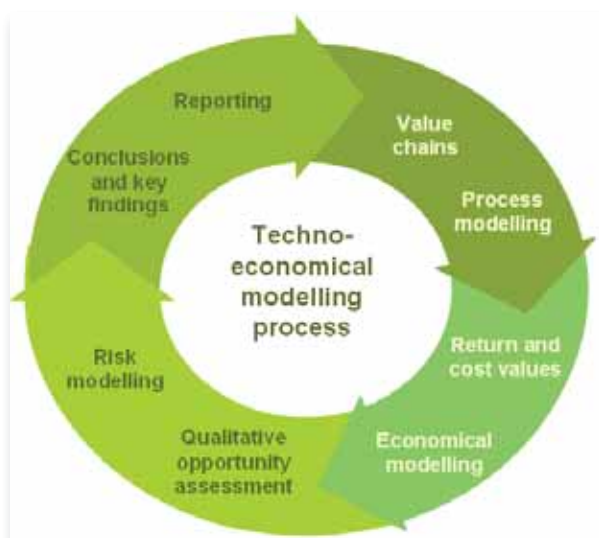 Reporting
Conclusions
and key
findings
Value
chains
Process
modelling
Techno-
economical
modelling
process
Return and
cost values
Economical
modelling
Qualitative
opportunity
assessment
Risk
modelling